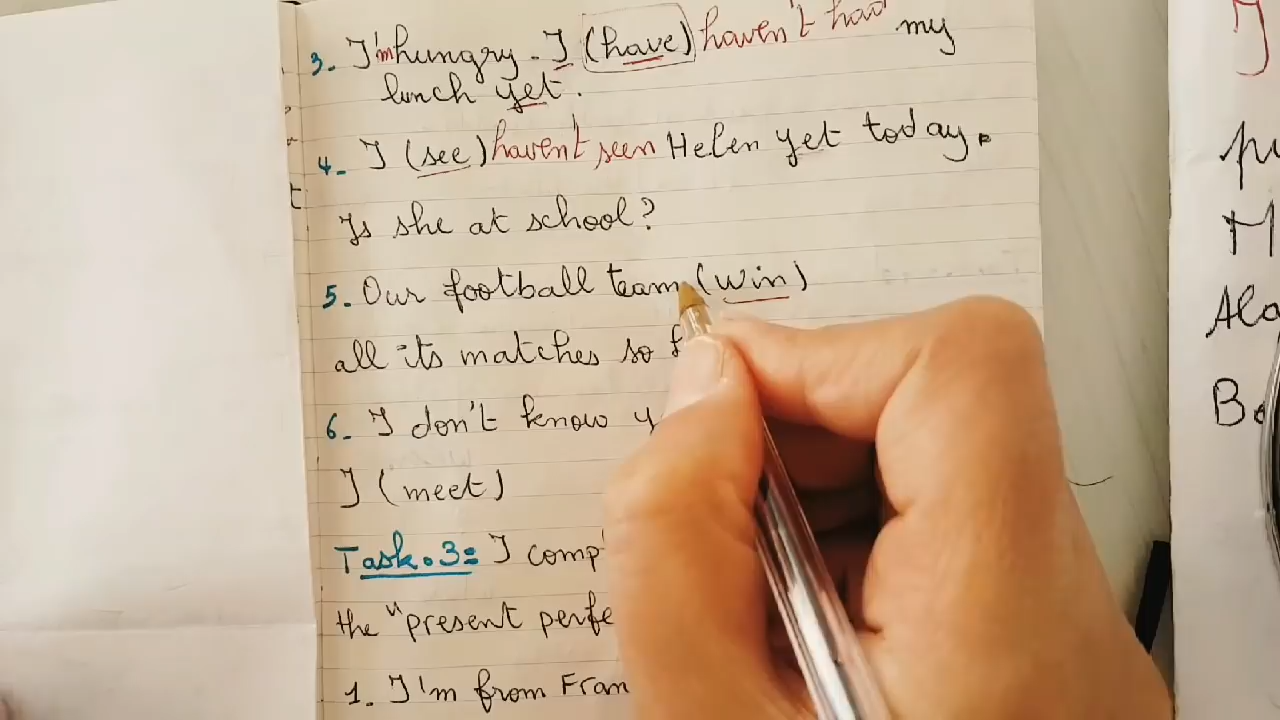 3. I'm hungry. I (have) haven't had my
lunch yet.
4. I (see) haven't seen Helen yet today.
Is she at school?
5. Our football team (win)
all its matches so f
6. I don't know y
I (meet)
Task.3: I comp
the "present perfe
1. I'm from Fran